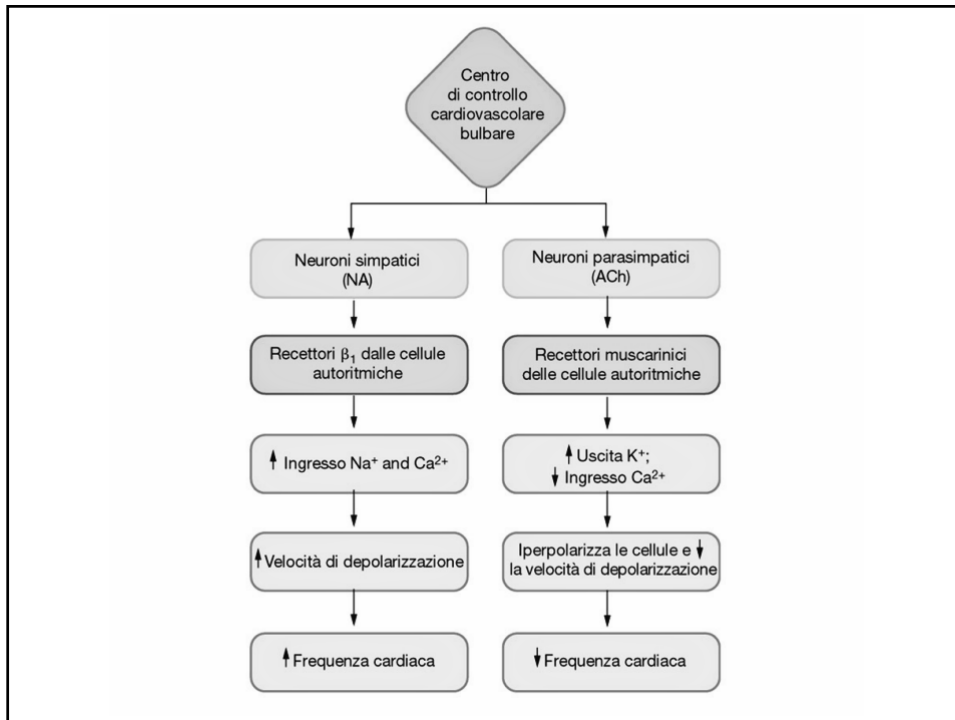 Centro
di controllo
cardiovascolare
bulbare
Neuroni simpatici
(NA)
Recettori β₁ dalle cellule
autoritmiche
↑ Ingresso Na⁺ and Ca²⁺
↑ Velocità di depolarizzazione
↑ Frequenza cardiaca
Neuroni parasimpatici
(ACh)
Recettori muscarinici
delle cellule autoritmiche
↑ Uscita K⁺;
↓ Ingresso Ca²⁺
Iperpolarizza le cellule e ↓
la velocità di depolarizzazione
↓ Frequenza cardiaca